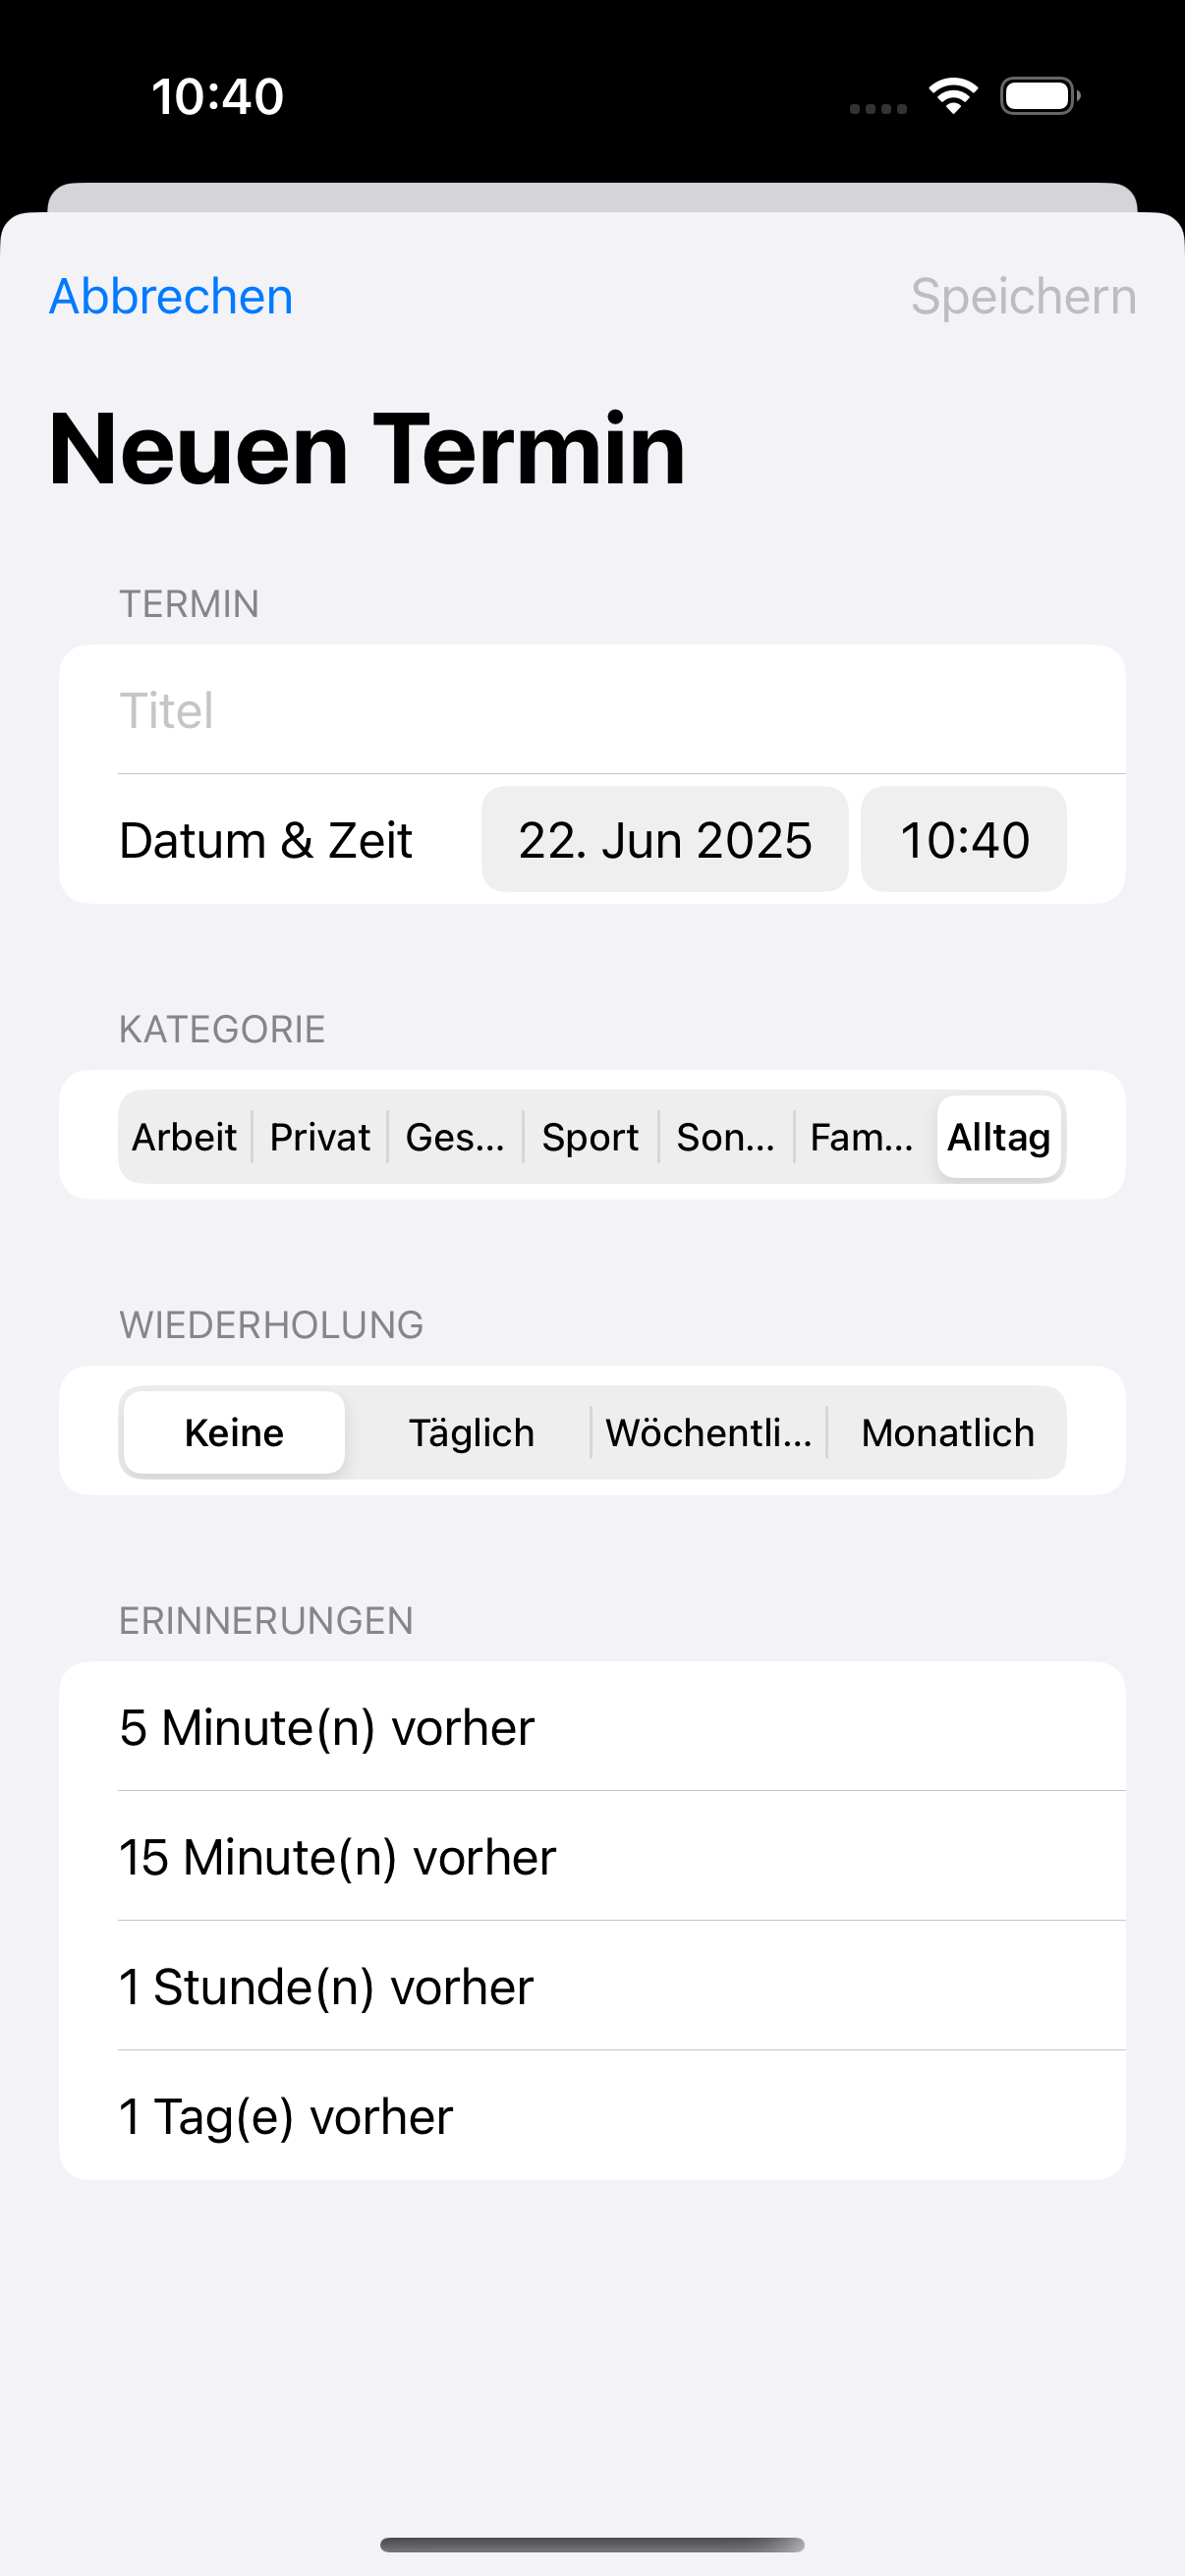 10:40
Abbrechen Speichern
Neuen Termin
TERMIN
Titel
Datum & Zeit 22. Jun 2025 10:40
KATEGORIE
Arbeit Privat Ges... Sport Son... Fam... Alltag
WIEDERHOLUNG
Keine Täglich Wöchentli... Monatlich
ERINNERUNGEN
5 Minute(n) vorher
15 Minute(n) vorher
1 Stunde(n) vorher
1 Tag(e) vorher